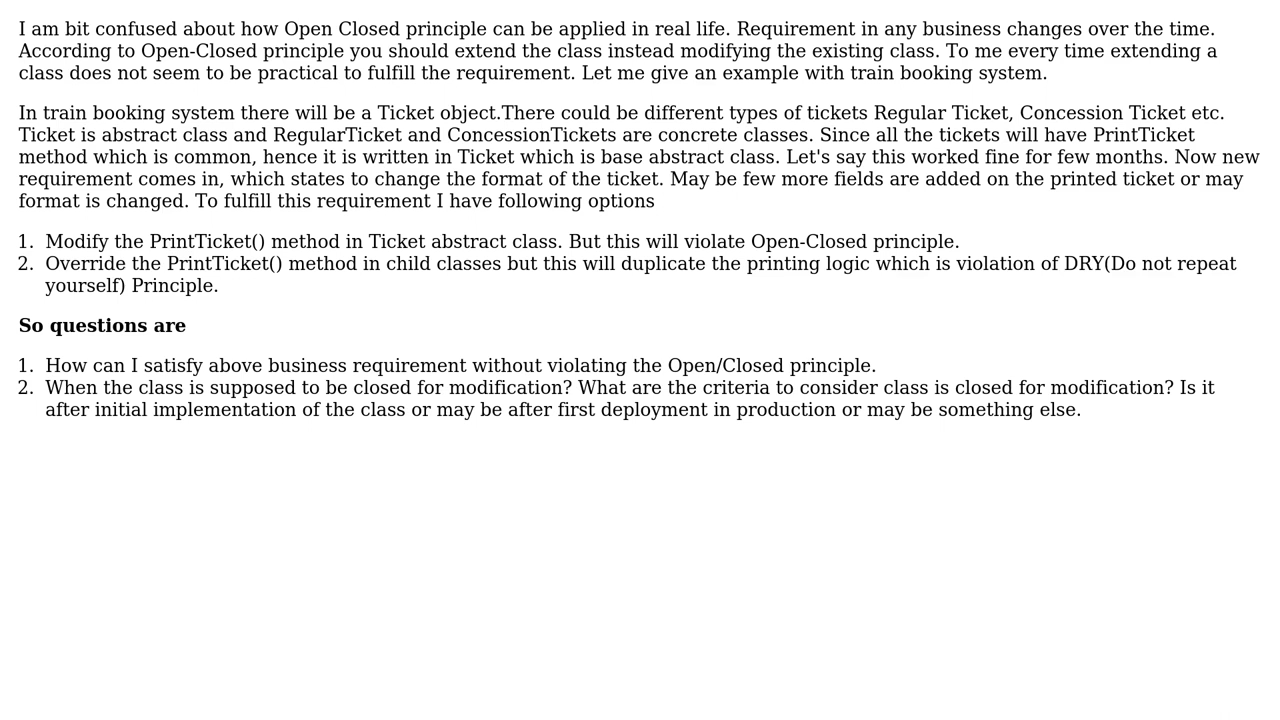 I am bit confused about how Open Closed principle can be applied in real life. Requirement in any business changes over the time.
According to Open-Closed principle you should extend the class instead modifying the existing class. To me every time extending a
class does not seem to be practical to fulfill the requirement. Let me give an example with train booking system.
In train booking system there will be a Ticket object.There could be different types of tickets Regular Ticket, Concession Ticket etc.
Ticket is abstract class and RegularTicket and ConcessionTickets are concrete classes. Since all the tickets will have PrintTicket
method which is common, hence it is written in Ticket which is base abstract class. Let's say this worked fine for few months. Now new
requirement comes in, which states to change the format of the ticket. May be few more fields are added on the printed ticket or may
format is changed. To fulfill this requirement I have following options
1. Modify the PrintTicket() method in Ticket abstract class. But this will violate Open-Closed principle.
2. Override the PrintTicket() method in child classes but this will duplicate the printing logic which is violation of DRY(Do not repeat
yourself) Principle.
So questions are
1. How can I satisfy above business requirement without violating the Open/Closed principle.
2. When the class is supposed to be closed for modification? What are the criteria to consider class is closed for modification? Is it
after initial implementation of the class or may be after first deployment in production or may be something else.